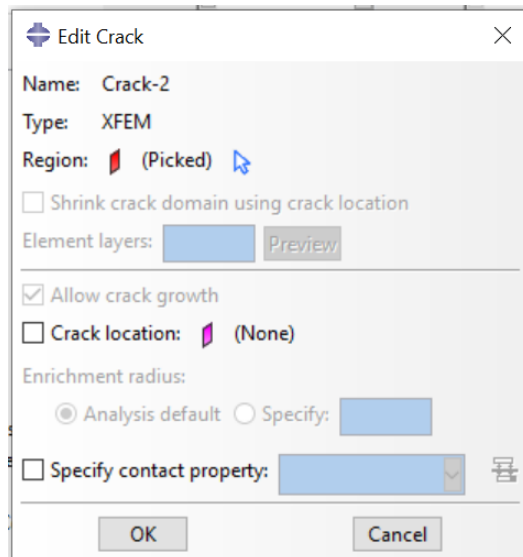 Edit Crack
Name: Crack-2
Type: XFEM
Region: (Picked)
Shrink crack domain using crack location
Element layers: Preview
Allow crack growth
Crack location: (None)
Enrichment radius:
Analysis default Specify:
Specify contact property:
OK Cancel